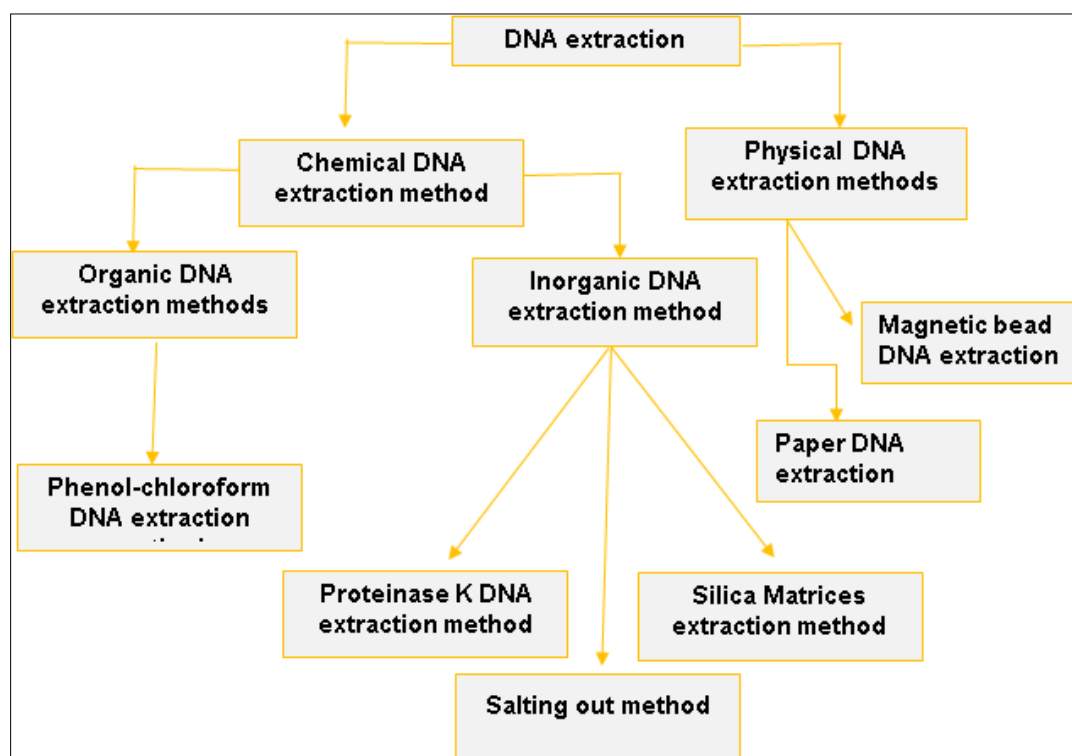 DNA extraction
Chemical DNA
extraction method
Physical DNA
extraction methods
Organic DNA
extraction methods
Inorganic DNA
extraction method
Magnetic bead
DNA extraction
Paper DNA
extraction
Phenol-chloroform
DNA extraction
Proteinase K DNA
extraction method
Silica Matrices
extraction method
Salting out method